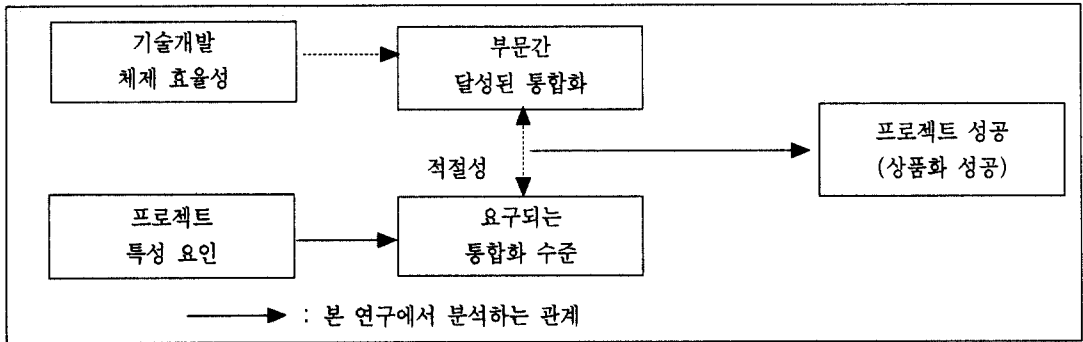 기술개발
체제 효율성
부문간
달성된 통합화
프로젝트 성공
(상품화 성공)
적절성
프로젝트
특성 요인
요구되는
통합화 수준
: 본 연구에서 분석하는 관계